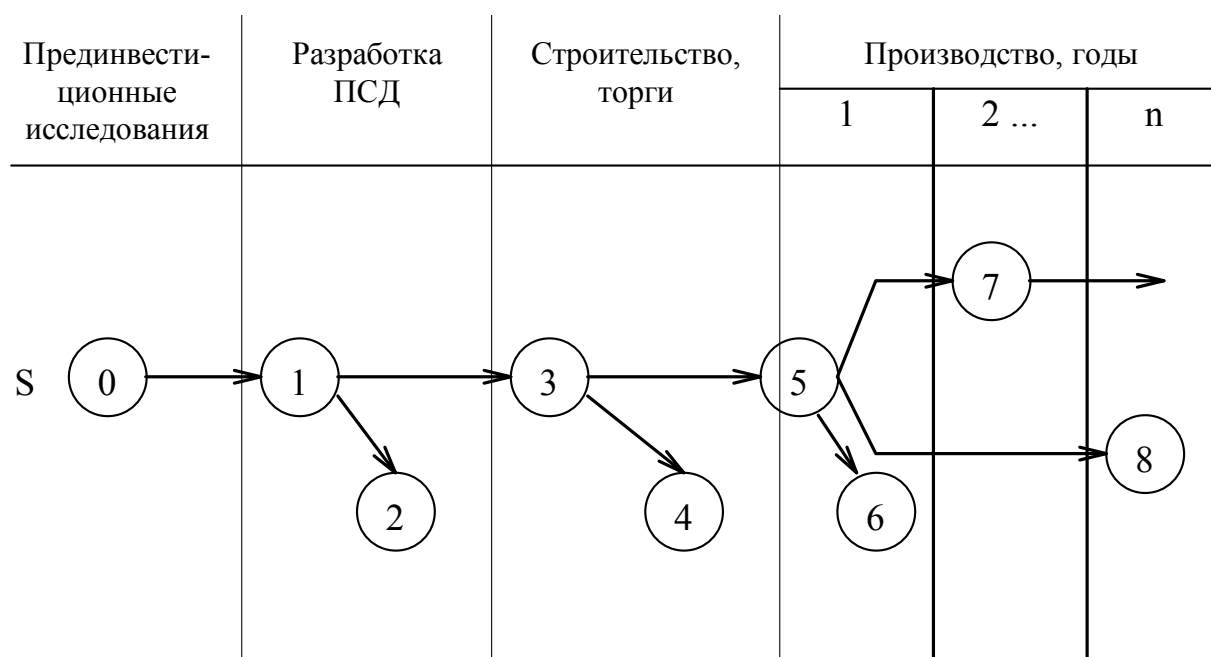 Прединвести-
ционные
исследования
Разработка
ПСД
Строительство,
торги
Производство, годы
1
2 ...
n
S
0
1
2
3
4
5
6
7
8